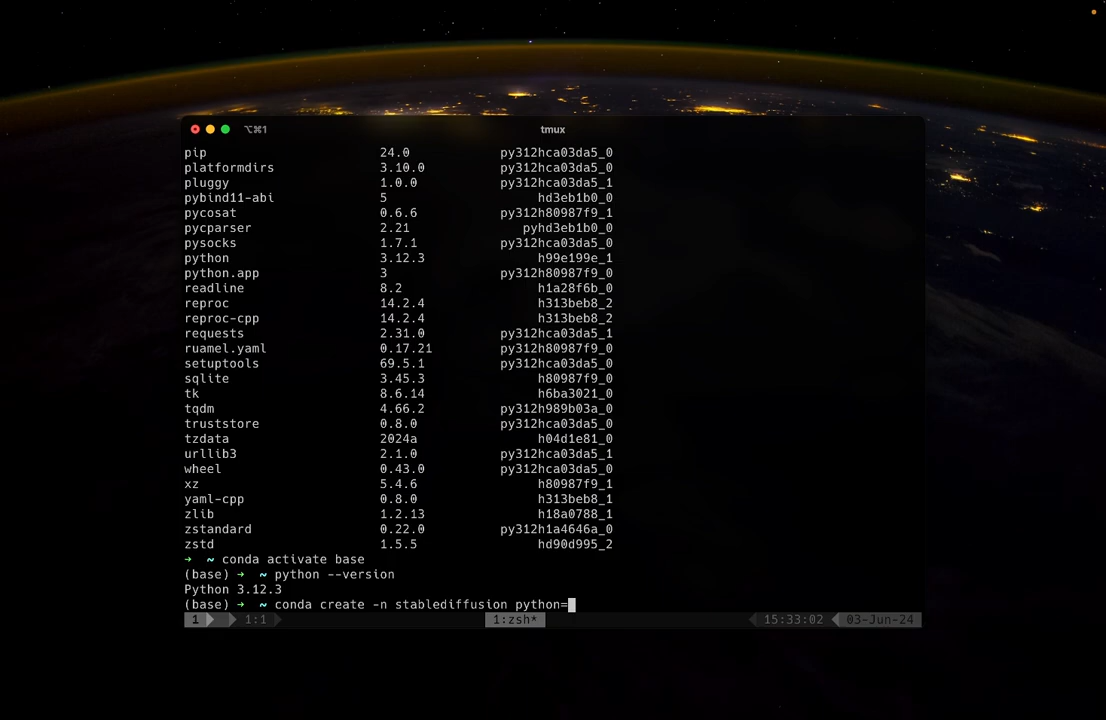 ⌥⌘1 tmux
pip 24.0 py312hca03da5_0
platformdirs 3.10.0 py312hca03da5_0
pluggy 1.0.0 py312hca03da5_1
pybind11-abi 5 hd3eb1b0_0
pycosat 0.6.6 py312h80987f9_1
pycparser 2.21 pyhd3eb1b0_0
pysocks 1.7.1 py312hca03da5_0
python 3.12.3 h99e199e_1
python.app 3 py312h80987f9_0
readline 8.2 h1a28f6b_0
reproc 14.2.4 h313beb8_2
reproc-cpp 14.2.4 h313beb8_2
requests 2.31.0 py312hca03da5_1
ruamel.yaml 0.17.21 py312h80987f9_0
setuptools 69.5.1 py312hca03da5_0
sqlite 3.45.3 h80987f9_0
tk 8.6.14 h6ba3021_0
tqdm 4.66.2 py312h989b03a_0
truststore 0.8.0 py312hca03da5_0
tzdata 2024a h04d1e81_0
urllib3 2.1.0 py312hca03da5_1
wheel 0.43.0 py312hca03da5_0
xz 5.4.6 h80987f9_1
yaml-cpp 0.8.0 h313beb8_1
zlib 1.2.13 h18a0788_1
zstandard 0.22.0 py312h1a4646a_0
zstd 1.5.5 hd90d995_2
➜ ~ conda activate base
(base) ➜ ~ python --version
Python 3.12.3
(base) ➜ ~ conda create -n stablediffusion python=
1 1:1 1:zsh* 15:33:02 03-Jun-24